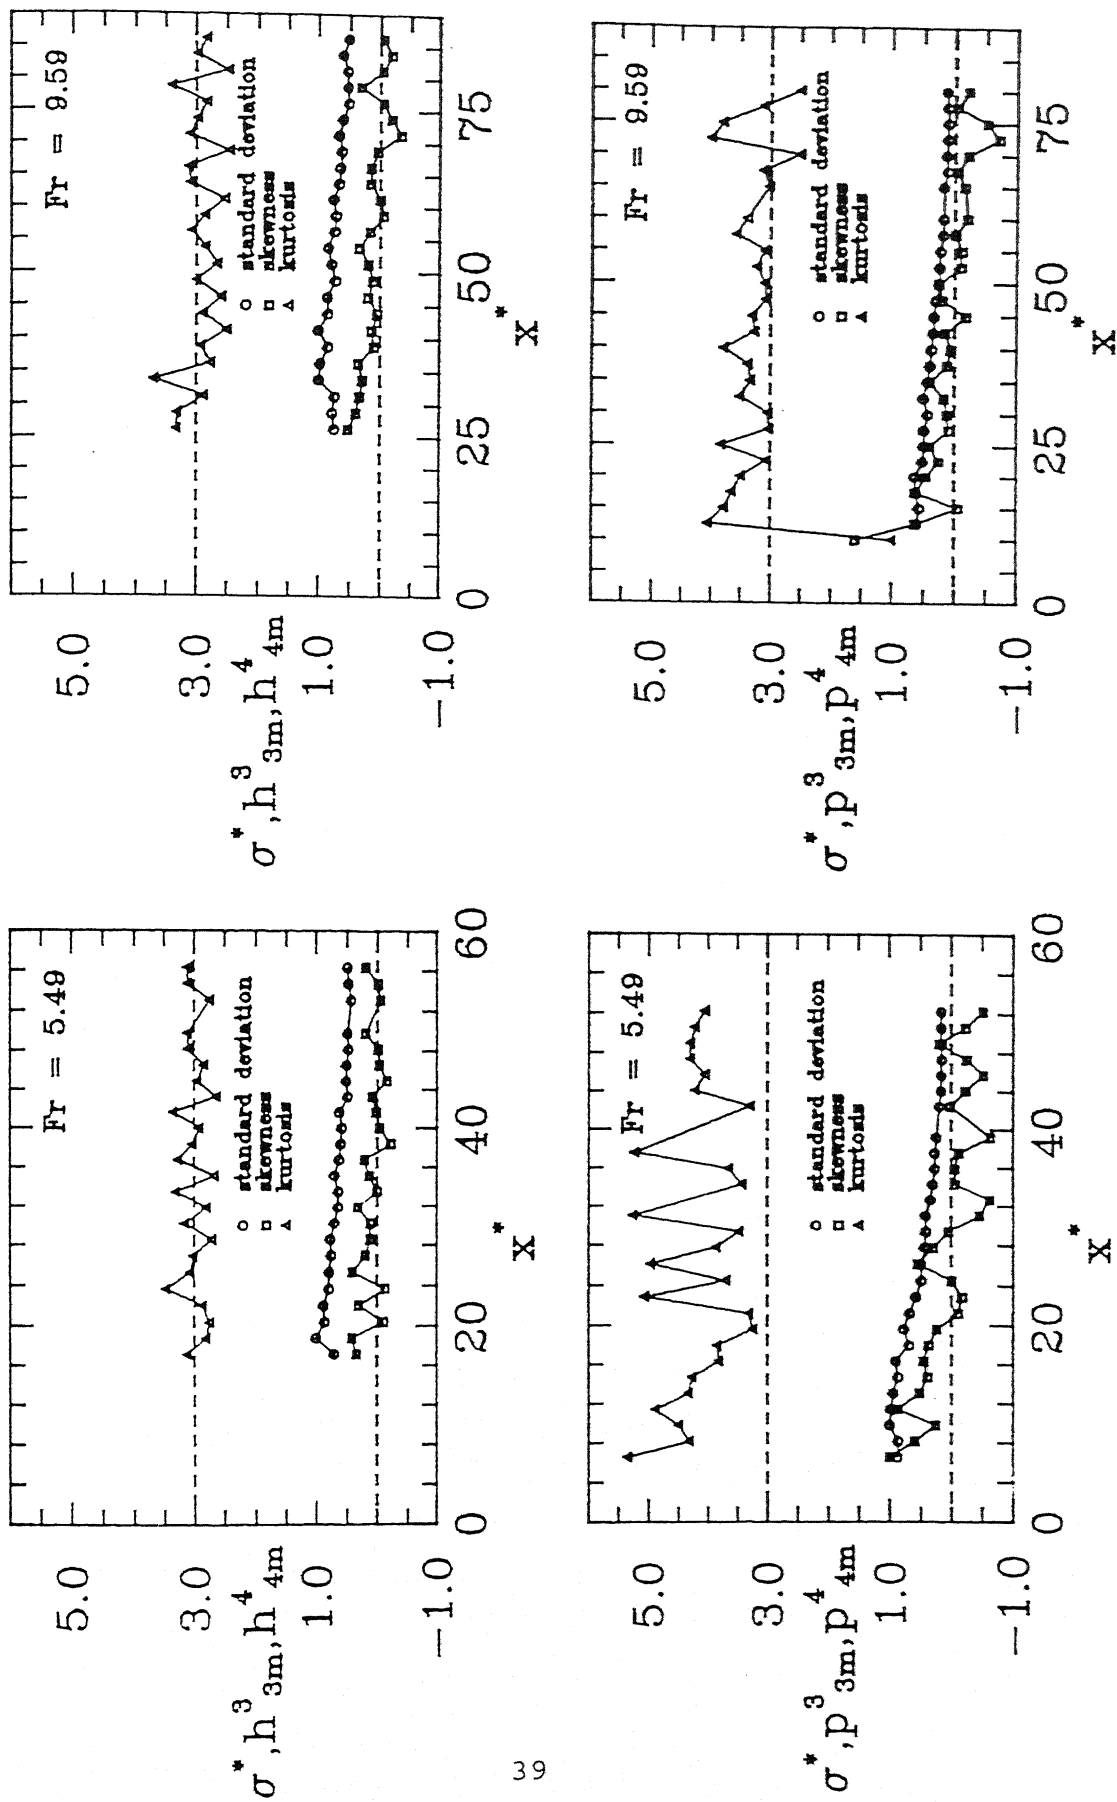 σ*, h³3m, h⁴4m
5.0
3.0
1.0
−1.0
Fr = 5.49
○ standard deviation
□ skewness
△ kurtosis
0
20
40
60
x*
σ*, h³3m, h⁴4m
5.0
3.0
1.0
−1.0
Fr = 9.59
○ standard deviation
□ skewness
△ kurtosis
0
25
50
75
x*
σ*, p³3m, p⁴4m
5.0
3.0
1.0
−1.0
Fr = 5.49
○ standard deviation
□ skewness
△ kurtosis
0
20
40
60
x*
σ*, p³3m, p⁴4m
5.0
3.0
1.0
−1.0
Fr = 9.59
○ standard deviation
□ skewness
△ kurtosis
0
25
50
75
x*
39